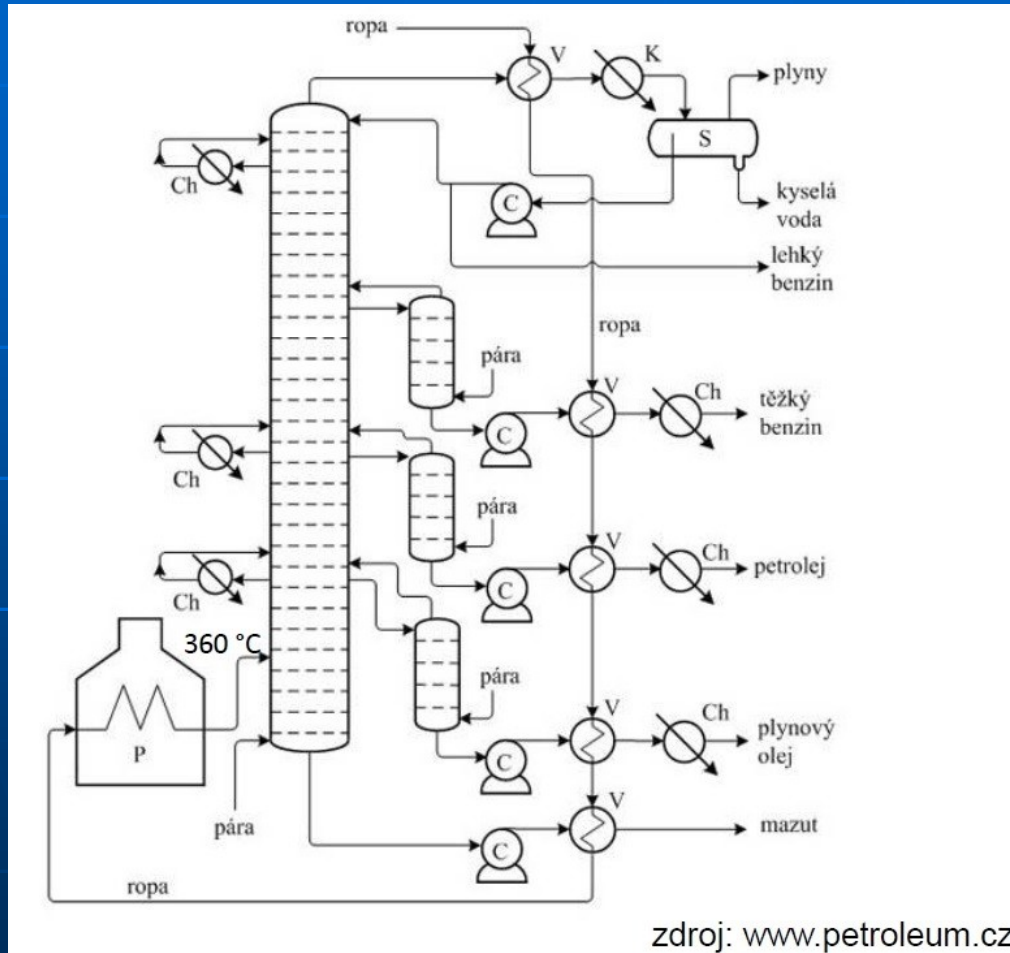 ropa
V
K
plyny
S
Ch
C
kyselá
voda
lehký
benzin
ropa
pára
V
Ch
těžký
benzin
C
Ch
pára
V
Ch
petrolej
C
Ch
360 °C
pára
V
Ch
plynový
olej
P
C
V
mazut
pára
C
ropa
zdroj: www.petroleum.cz